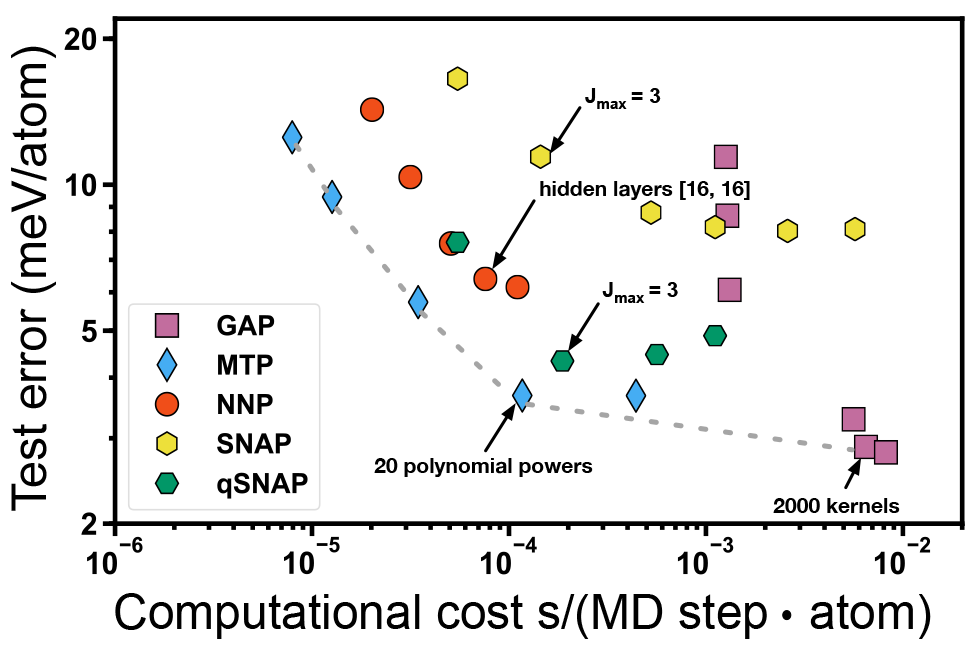 Test error (meV/atom)
20
10
5
2
J_max = 3
hidden layers [16, 16]
J_max = 3
20 polynomial powers
2000 kernels
GAP
MTP
NNP
SNAP
qSNAP
10⁻⁶ 10⁻⁵ 10⁻⁴ 10⁻³ 10⁻²
Computational cost s/(MD step · atom)